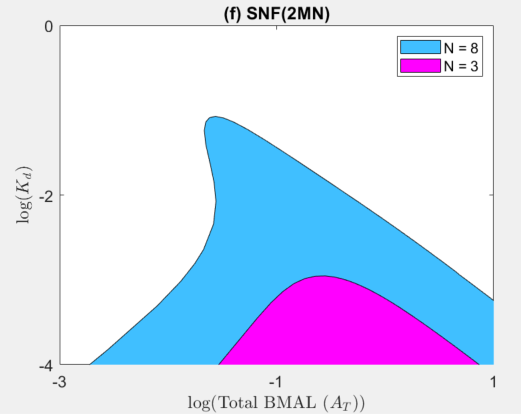 (f) SNF(2MN)
0
N = 8
N = 3
-2
log(K_d)
-4
-3
-1
1
log(Total BMAL (A_T))